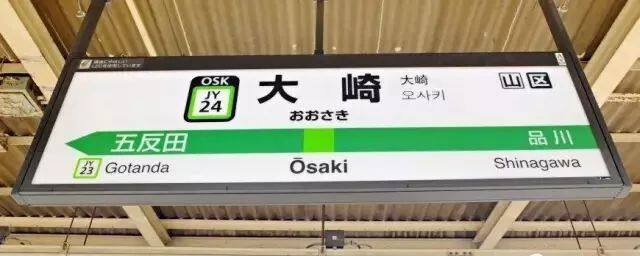 OSK
JY
24
大崎
大崎
오사키
おおさき
山 区
五反田
品川
JY
23
Gotanda
Ōsaki
Shinagawa